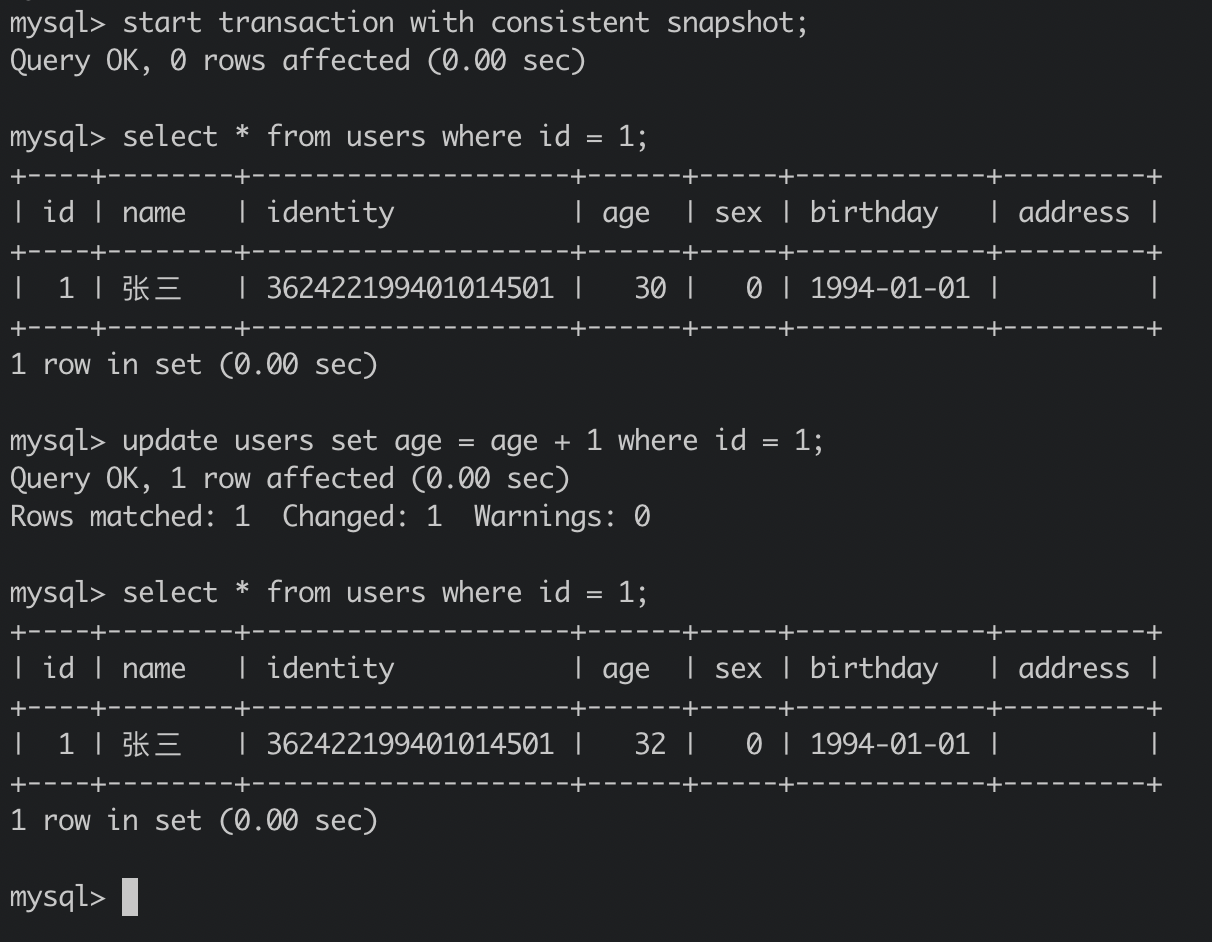 mysql> start transaction with consistent snapshot;
Query OK, 0 rows affected (0.00 sec)
mysql> select * from users where id = 1;
+----+--------+--------------------+------+-----+------------+---------+
| id | name   | identity           | age  | sex | birthday   | address |
+----+--------+--------------------+------+-----+------------+---------+
|  1 | 张三   | 362422199401014501 |   30 |   0 | 1994-01-01 |         |
+----+--------+--------------------+------+-----+------------+---------+
1 row in set (0.00 sec)
mysql> update users set age = age + 1 where id = 1;
Query OK, 1 row affected (0.00 sec)
Rows matched: 1  Changed: 1  Warnings: 0
mysql> select * from users where id = 1;
+----+--------+--------------------+------+-----+------------+---------+
| id | name   | identity           | age  | sex | birthday   | address |
+----+--------+--------------------+------+-----+------------+---------+
|  1 | 张三   | 362422199401014501 |   32 |   0 | 1994-01-01 |         |
+----+--------+--------------------+------+-----+------------+---------+
1 row in set (0.00 sec)
mysql>